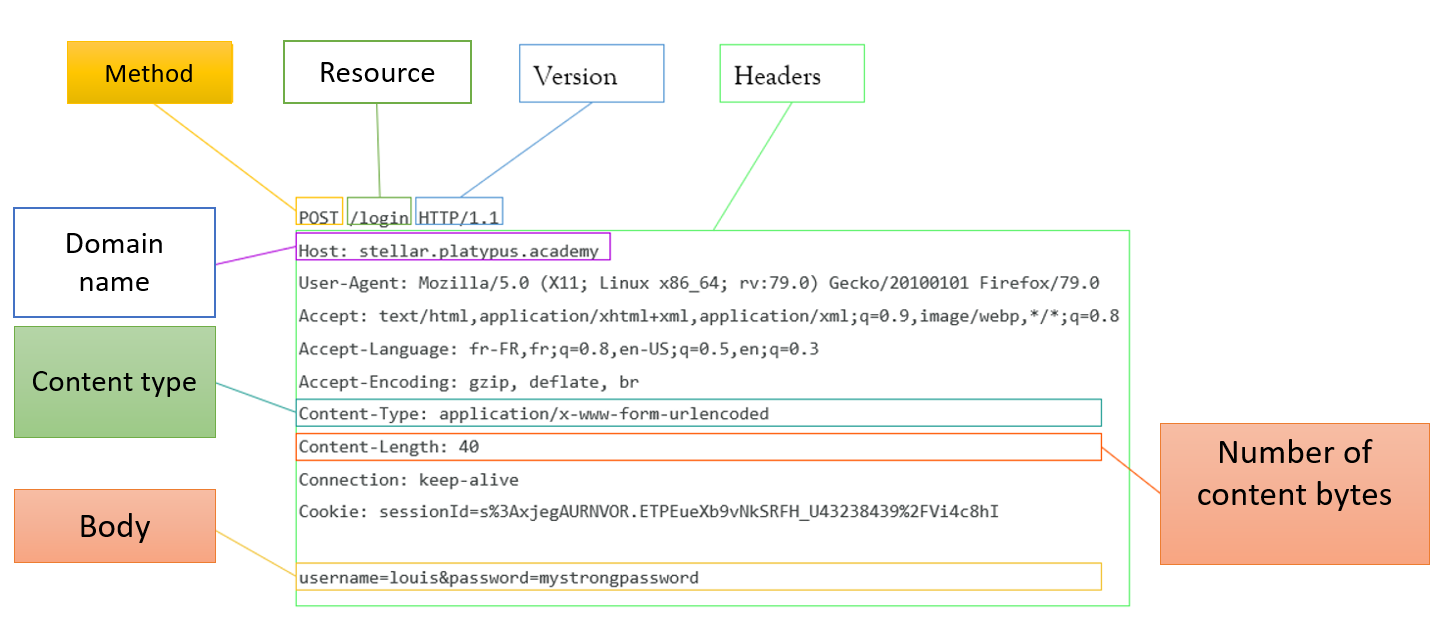 Method
Resource
Version
Headers
POST /login HTTP/1.1
Domain
name
Host: stellar.platypus.academy
User-Agent: Mozilla/5.0 (X11; Linux x86_64; rv:79.0) Gecko/20100101 Firefox/79.0
Accept: text/html,application/xhtml+xml,application/xml;q=0.9,image/webp,*/*;q=0.8
Accept-Language: fr-FR,fr;q=0.8,en-US;q=0.5,en;q=0.3
Accept-Encoding: gzip, deflate, br
Content type
Content-Type: application/x-www-form-urlencoded
Content-Length: 40
Number of
content bytes
Connection: keep-alive
Cookie: sessionId=s%3AxjegAURNVOR.ETPEueXb9vNkSRFH_U43238439%2FVi4c8hI
Body
username=louis&password=mystrongpassword